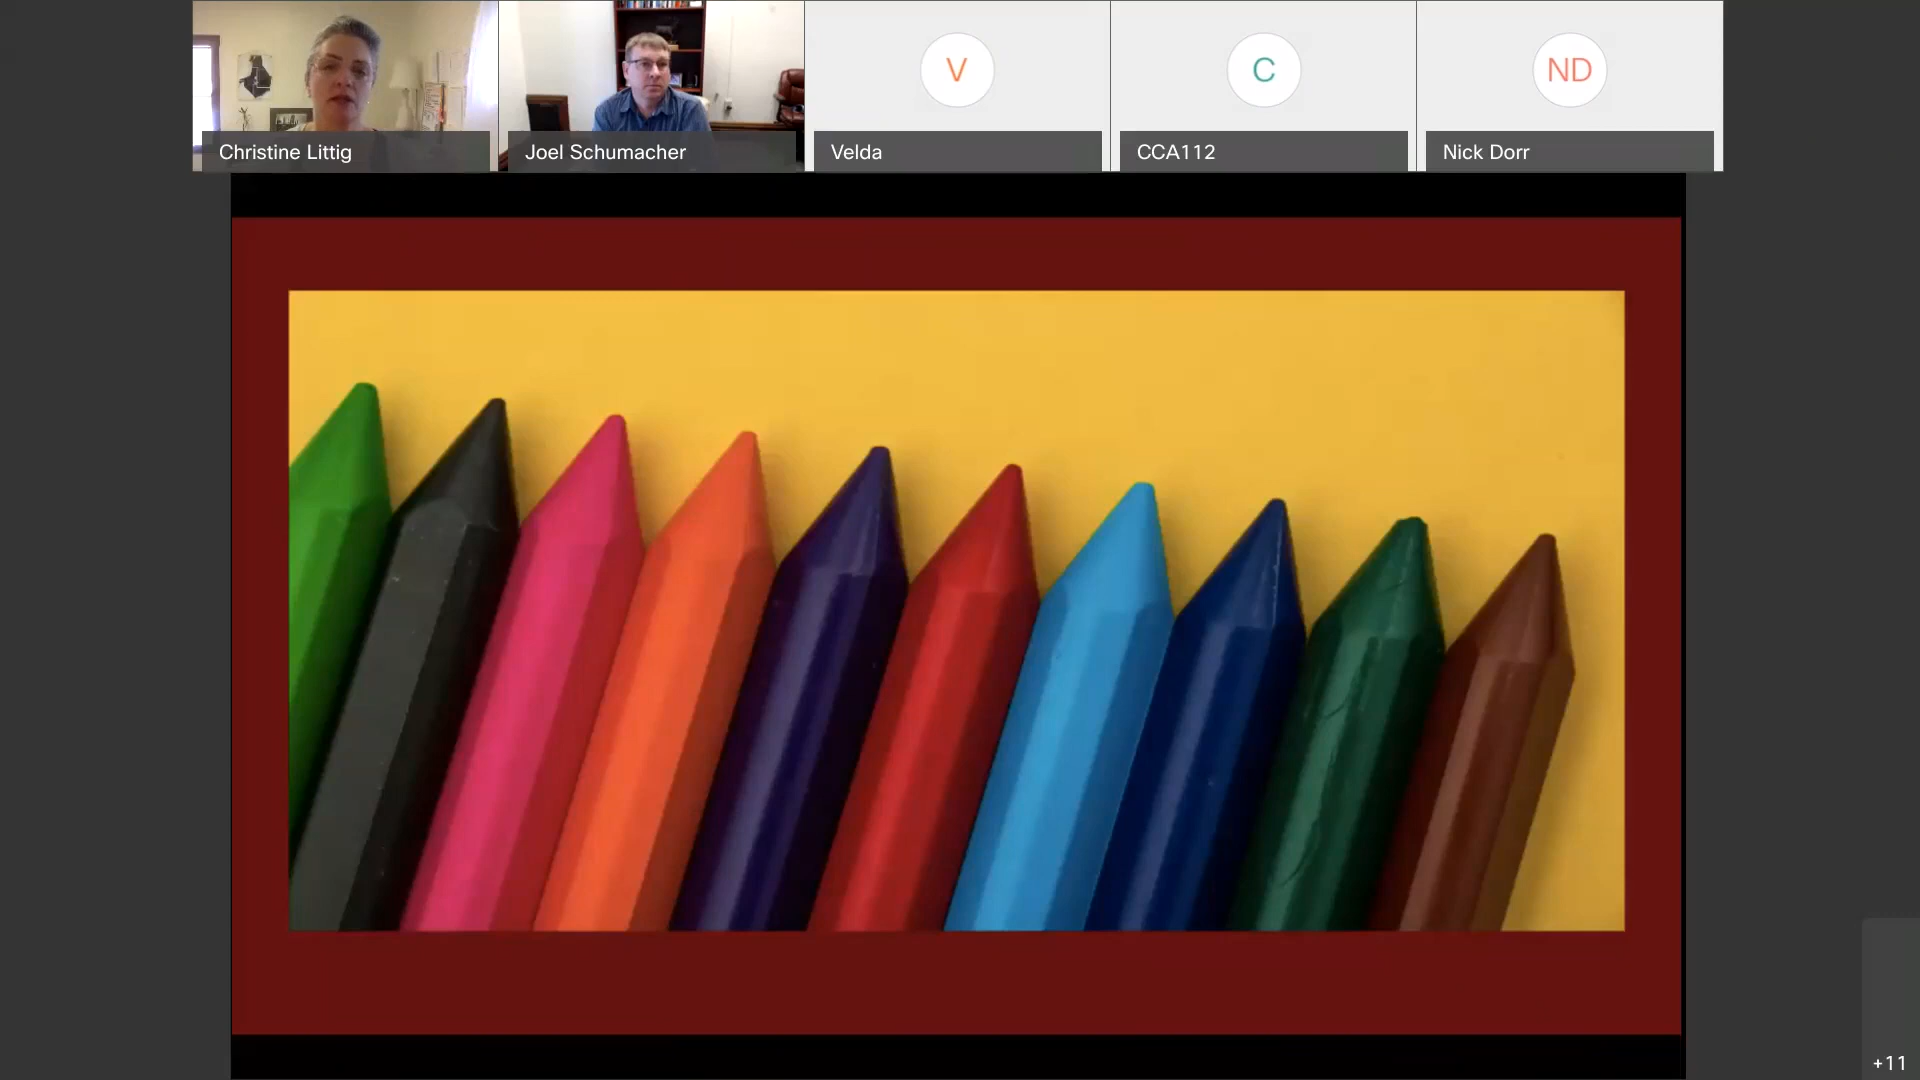 V
C
ND
Christine Littig
Joel Schumacher
Velda
CCA112
Nick Dorr
+11